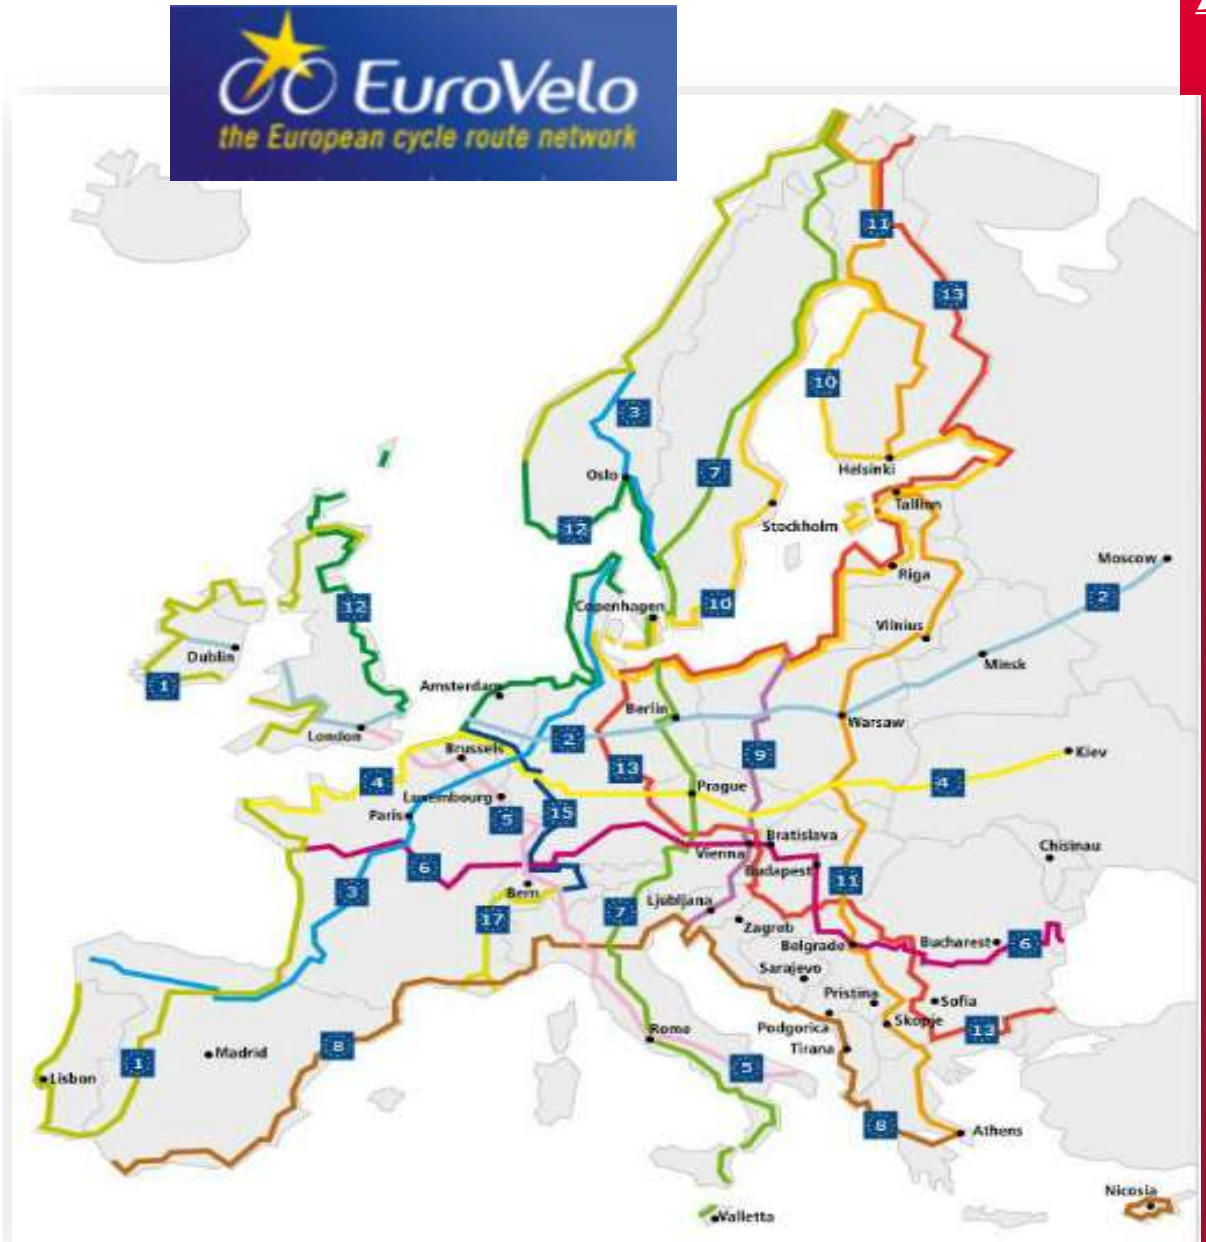 EuroVelo
the European cycle route network
11
13
10
3
7
Oslo
Helsinki
12
Stockholm
Tallinn
Moscow
Riga
2
12
Copenhagen
10
Vilnius
Dublin
Minsk
1
Amsterdam
Berlin
Warsaw
London
2
Brussels
9
Kiev
13
4
4
Luxembourg
Prague
Paris
5
15
Bratislava
Vienna
Chisinau
6
Budapest
3
Bern
11
Ljubljana
17
7
Zagreb
Belgrade
Bucharest
6
Sarajevo
Pristina
Sofia
Podgorica
Skopje
13
Rome
8
Tirana
Madrid
1
5
Lisbon
8
Athens
Nicosia
Valletta